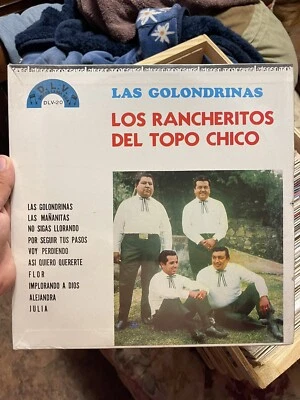 D.L.V.
DLV-20
LAS GOLONDRINAS
LOS RANCHERITOS
DEL TOPO CHICO
LAS GOLONDRINAS
LAS MAÑANITAS
NO SIGAS LLORANDO
POR SEGUIR TUS PASOS
VOY PERDIENDO
ASI QUIERO QUERERTE
FLOR
IMPLORANDO A DIOS
ALEJANDRA
JULIA